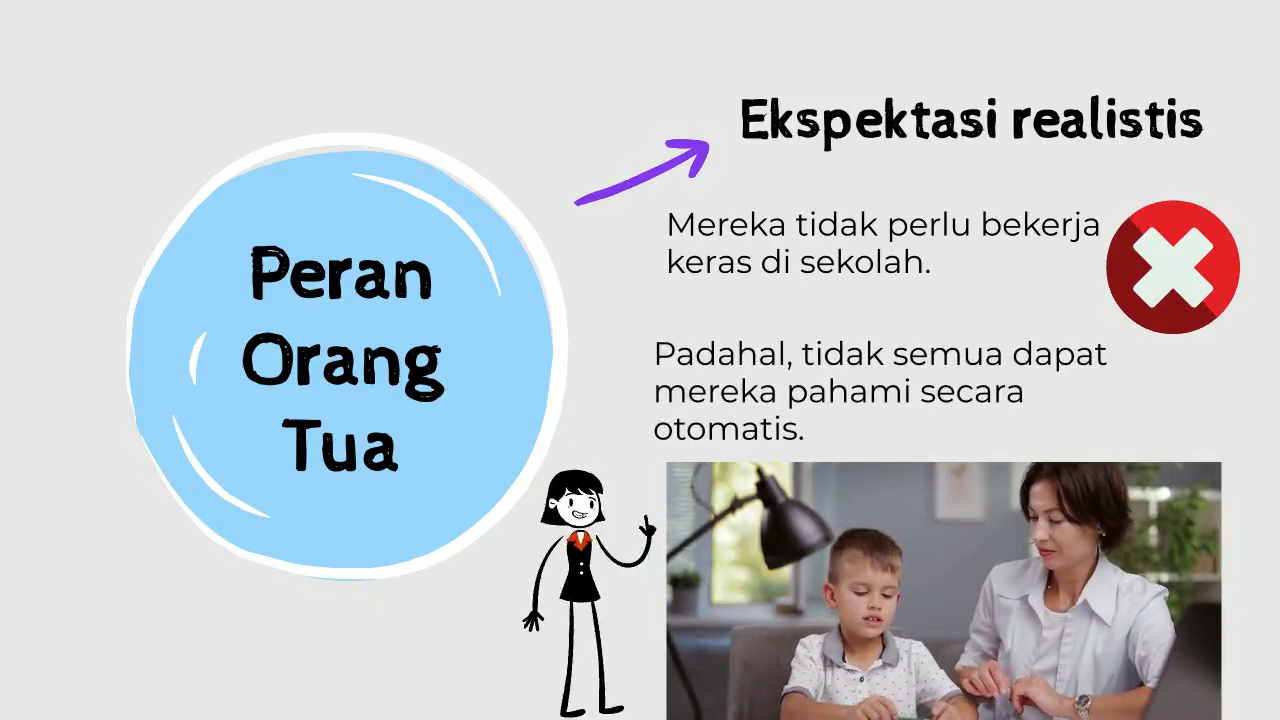 Peran
Orang
Tua
Ekspektasi realistis
Mereka tidak perlu bekerja
keras di sekolah.
Padahal, tidak semua dapat
mereka pahami secara
otomatis.